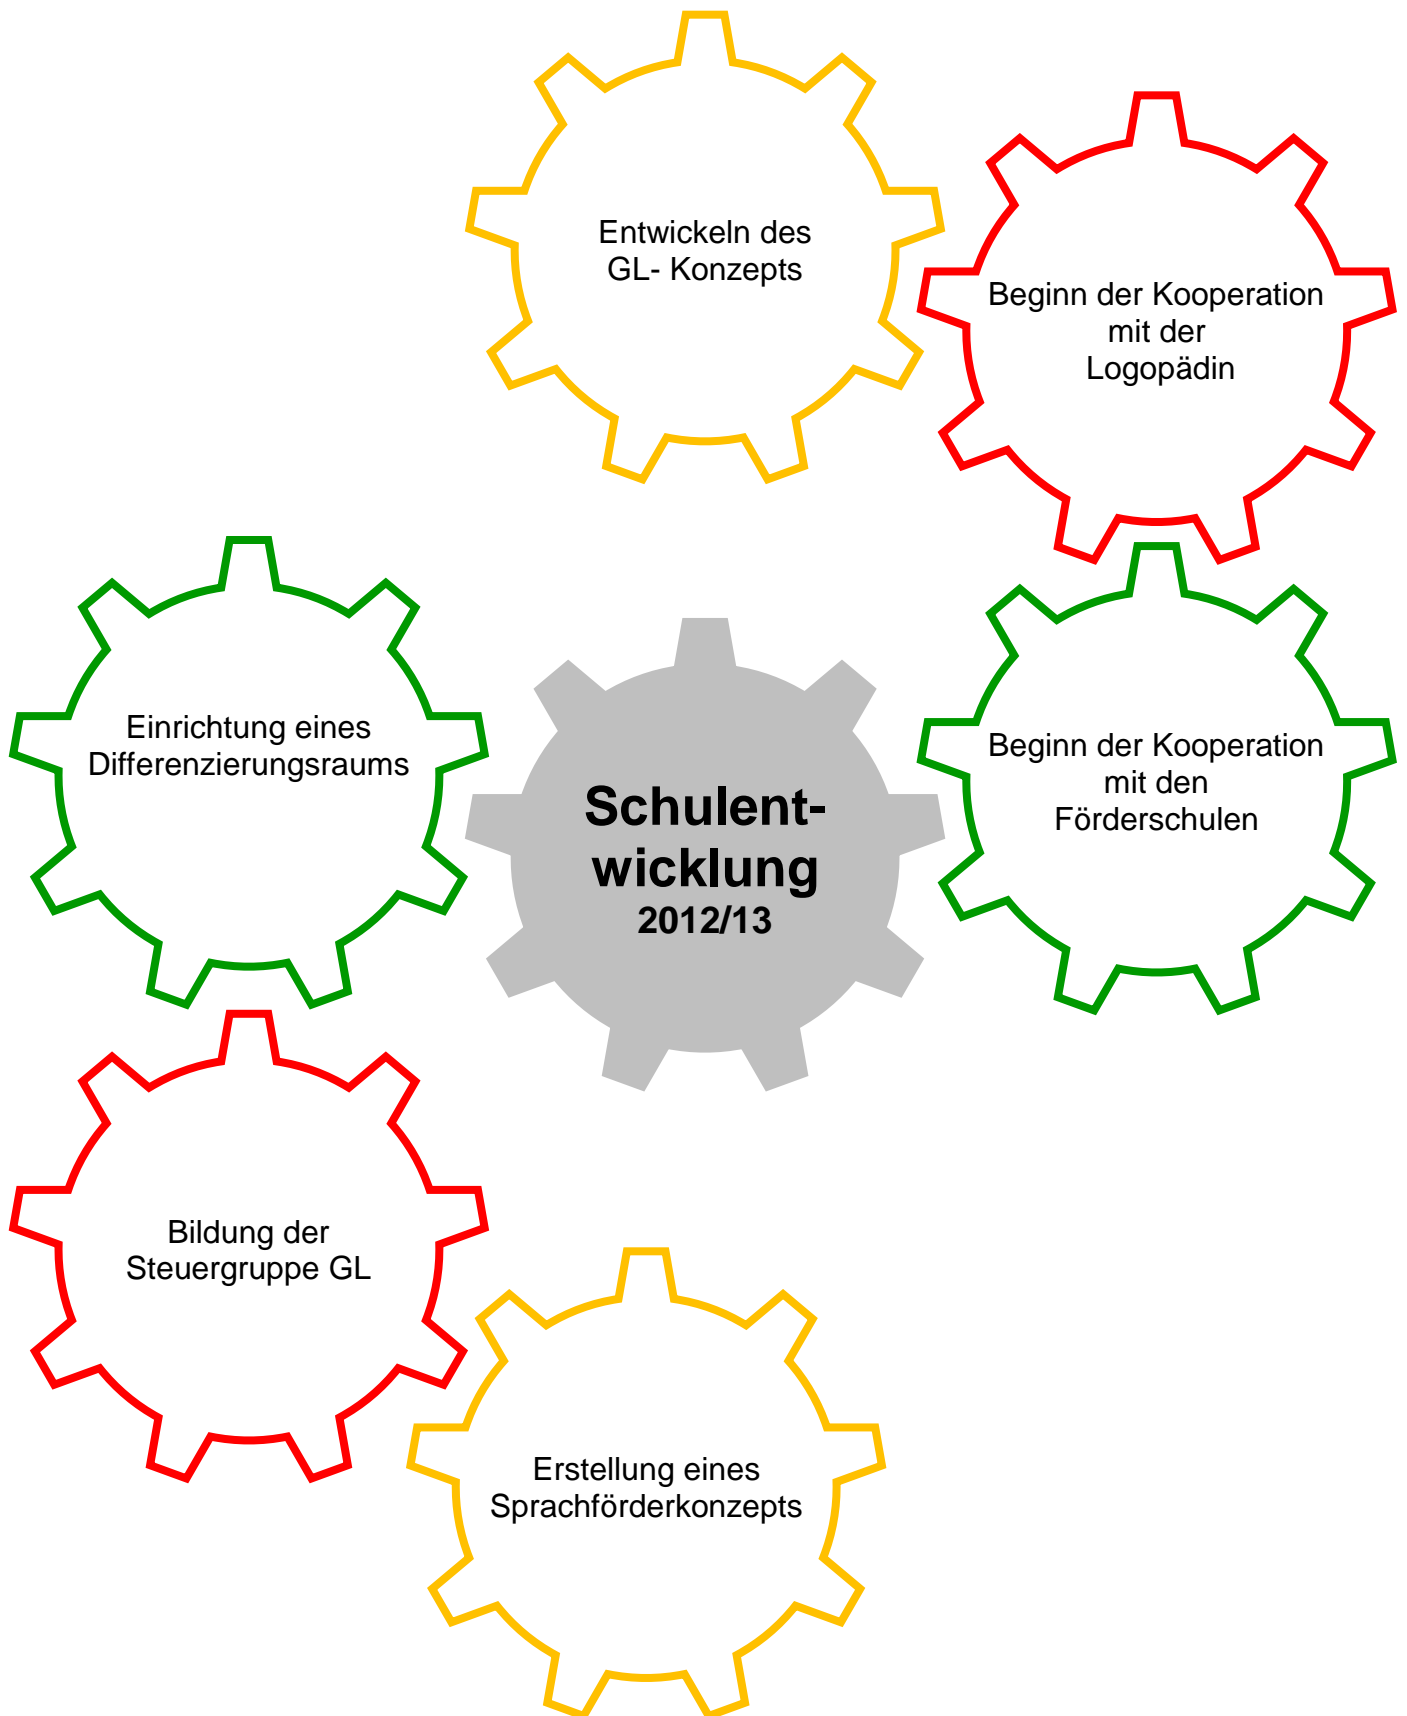 Entwickeln des
GL- Konzepts
Beginn der Kooperation
mit der
Logopädin
Einrichtung eines
Differenzierungsraums
Schulent-
wicklung
2012/13
Beginn der Kooperation
mit den
Förderschulen
Bildung der
Steuergruppe GL
Erstellung eines
Sprachförderkonzepts